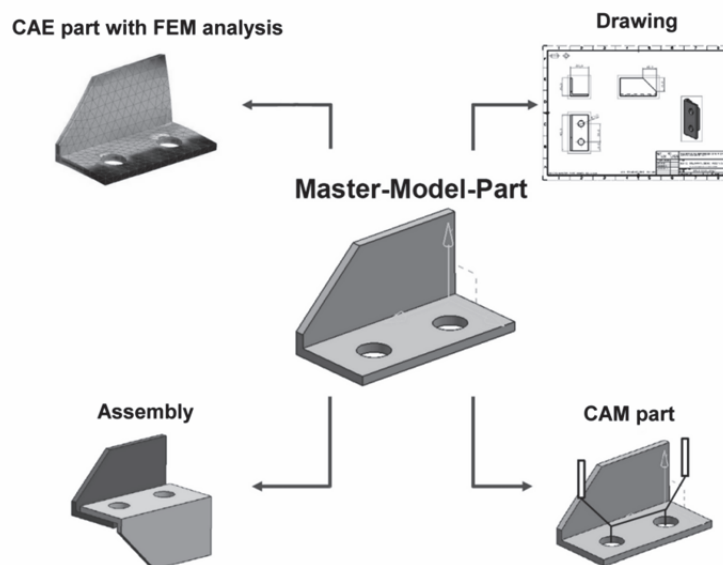 CAE part with FEM analysis
Drawing
Master-Model-Part
Assembly
CAM part